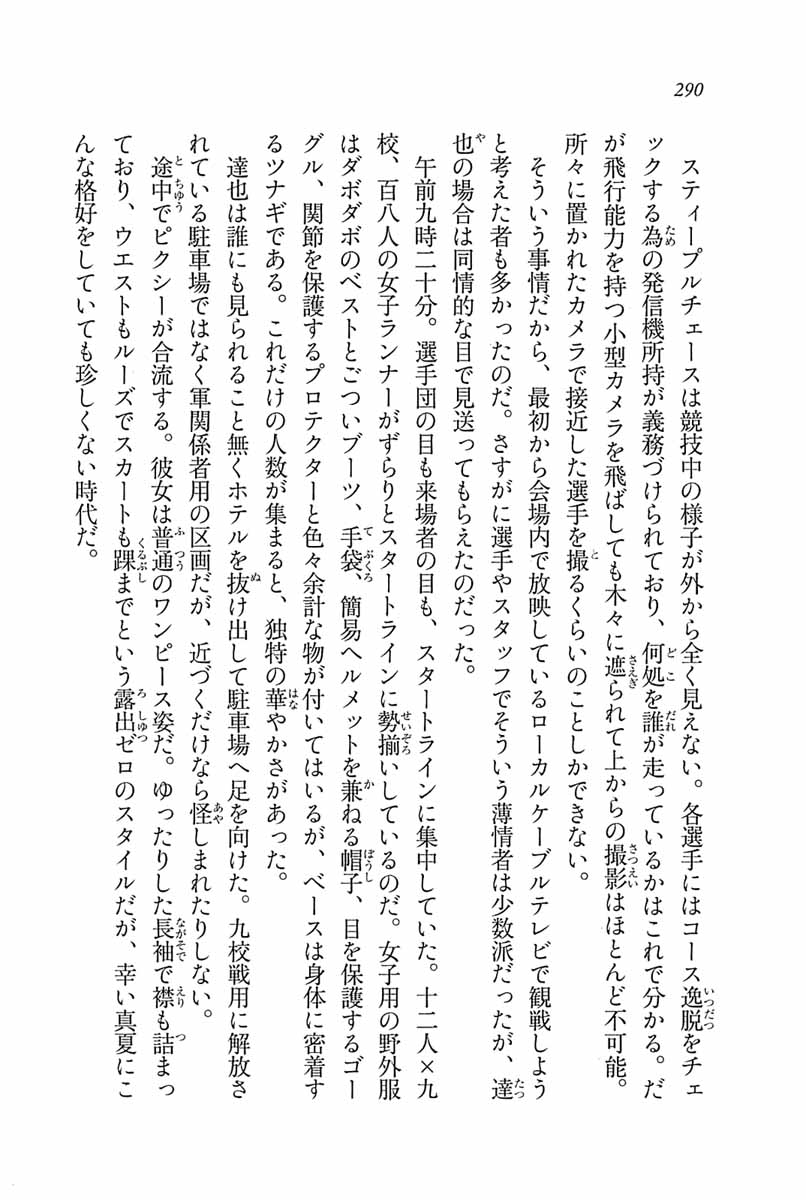 290
　スティープルチェースは競技中の様子が外から全く見えない。各選手にはコース逸脱をチェ
ックする為の発信機所持が義務づけられており、何処を誰が走っているかはこれで分かる。だ
が飛行能力を持つ小型カメラを飛ばしても木々に遮られて上からの撮影はほとんど不可能。
所々に置かれたカメラで接近した選手を撮るくらいのことしかできない。
　そういう事情だから、最初から会場内で放映しているローカルケーブルテレビで観戦しよう
と考えた者も多かったのだ。さすがに選手やスタッフでそういう薄情者は少数派だったが、達
也の場合は同情的な目で見送ってもらえたのだった。
　午前九時二十分。選手団の目も来場者の目も、スタートラインに集中していた。十二人×九
校、百八人の女子ランナーがずらりとスタートラインに勢揃いしているのだ。女子用の野外服
はダボダボのベストとごついブーツ、手袋、簡易ヘルメットを兼ねる帽子、目を保護するゴー
グル、関節を保護するプロテクターと色々余計な物が付いてはいるが、ベースは身体に密着す
るツナギである。これだけの人数が集まると、独特の華やかさがあった。
　達也は誰にも見られること無くホテルを抜け出して駐車場へ足を向けた。九校戦用に解放さ
れている駐車場ではなく軍関係者用の区画だが、近づくだけなら怪しまれたりしない。
　途中でピクシーが合流する。彼女は普通のワンピース姿だ。ゆったりした長袖で襟も詰まっ
ており、ウエストもルーズでスカートも踝までという露出ゼロのスタイルだが、幸い真夏にこ
んな格好をしていても珍しくない時代だ。